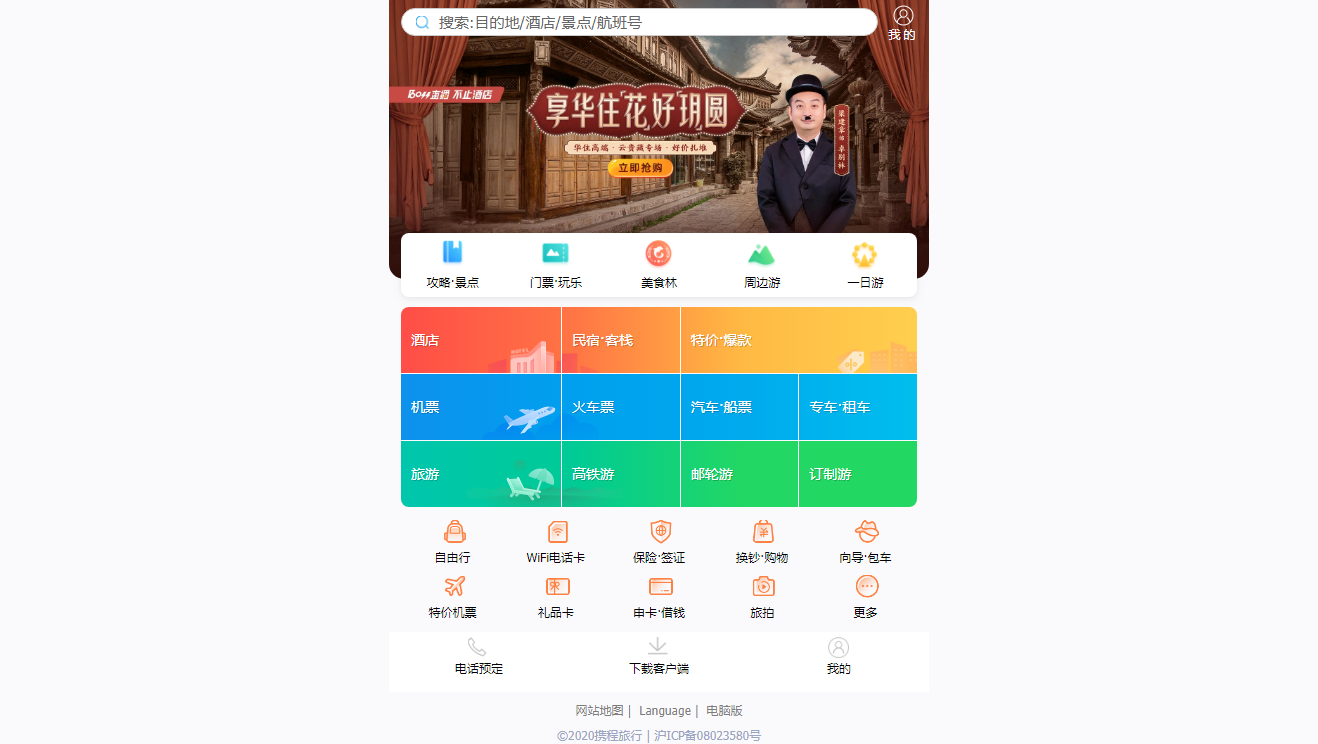 搜索:目的地/酒店/景点/航班号
我的
BOSS直播 不止酒店
享华住「花好玥圆
华住高端·云贵藏专场·好价扎堆
立即抢购
梁建章 饰 卓别林
攻略·景点
门票·玩乐
美食林
周边游
一日游
酒店
民宿·客栈
特价·爆款
机票
火车票
汽车·船票
专车·租车
旅游
高铁游
邮轮游
订制游
自由行
WiFi电话卡
保险·签证
换钞·购物
向导·包车
特价机票
礼品卡
申卡·借钱
旅拍
更多
电话预定
下载客户端
我的
网站地图 | Language | 电脑版
©2020携程旅行 | 沪ICP备08023580号